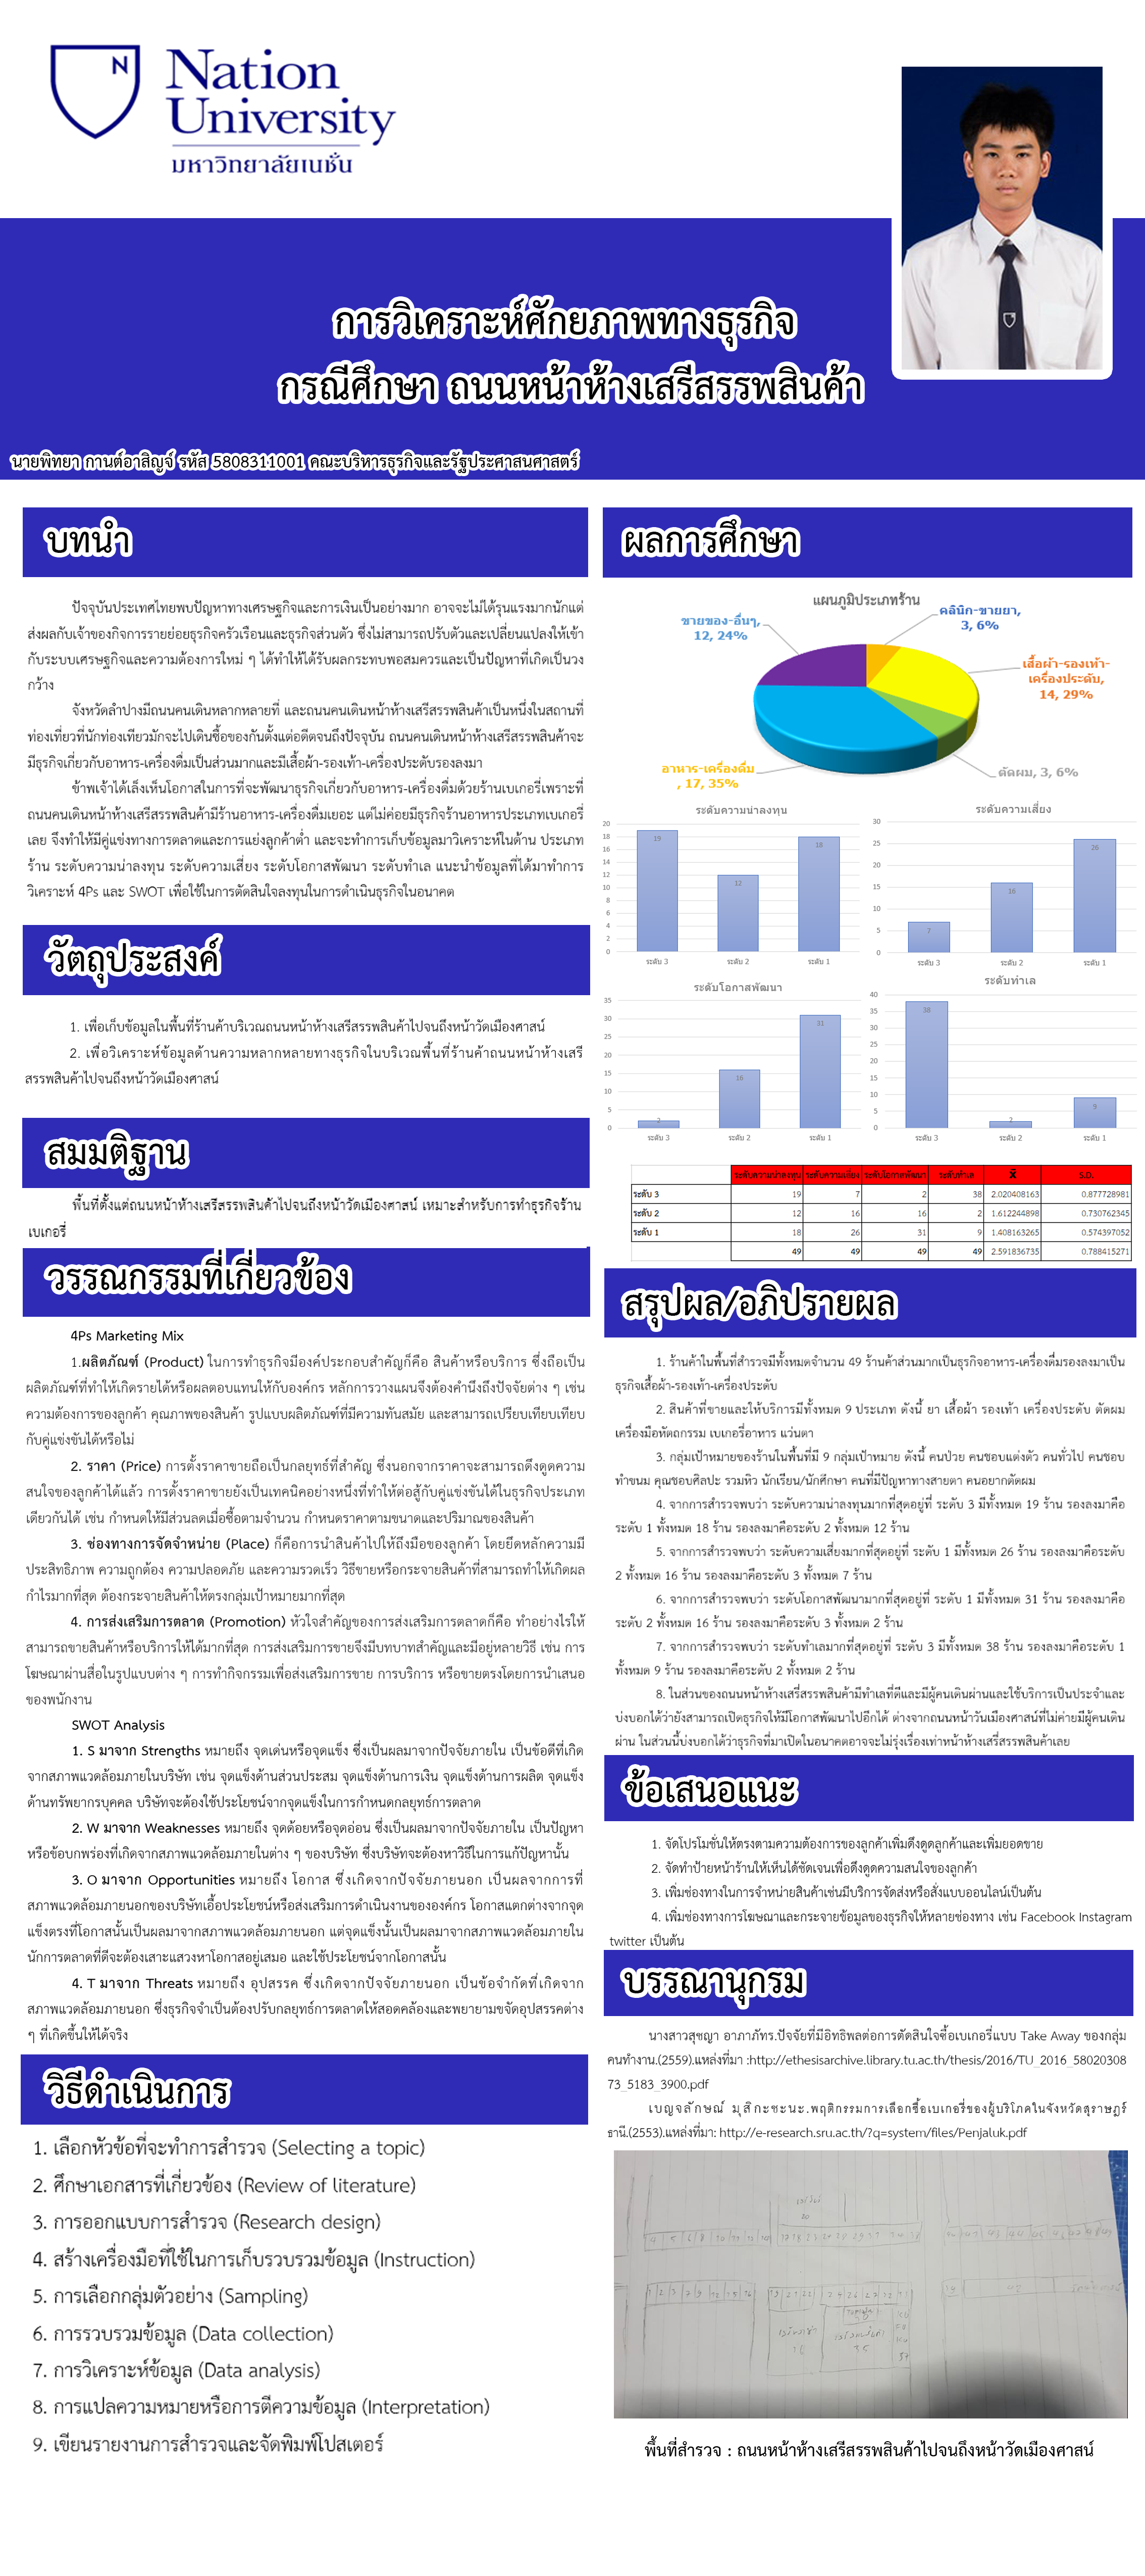 N
Nation
University
มหาวิทยาลัยเนชั่น
การวิเคราะห์ศักยภาพทางธุรกิจ
กรณีศึกษา ถนนหน้าห้างเสรีสรรพสินค้า
นายพิทยา กานต์อาสิญจ์ รหัส 5808311001 คณะบริหารธุรกิจและรัฐประศาสนศาสตร์
บทนำ
ปัจจุบันประเทศไทยพบปัญหาทางเศรษฐกิจและการเงินเป็นอย่างมาก อาจจะไม่ได้รุนแรงมากนักแต่
ส่งผลกับเจ้าของกิจการรายย่อยธุรกิจครัวเรือนและธุรกิจส่วนตัว ซึ่งไม่สามารถปรับตัวและเปลี่ยนแปลงให้เข้า
กับระบบเศรษฐกิจและความต้องการใหม่ ๆ ได้ทำให้ได้รับผลกระทบพอสมควรและเป็นปัญหาที่เกิดเป็นวง
กว้าง
จังหวัดลำปางมีถนนคนเดินหลากหลายที่ และถนนคนเดินหน้าห้างเสรีสรรพสินค้าเป็นหนึ่งในสถานที่
ท่องเที่ยวที่นักท่องเทียวมักจะไปเดินซื้อของกันตั้งแต่อดีตจนถึงปัจจุบัน ถนนคนเดินหน้าห้างเสรีสรรพสินค้าจะ
มีธุรกิจเกี่ยวกับอาหาร-เครื่องดื่มเป็นส่วนมากและมีเสื้อผ้า-รองเท้า-เครื่องประดับรองลงมา
ข้าพเจ้าได้เล็งเห็นโอกาสในการที่จะพัฒนาธุรกิจเกี่ยวกับอาหาร-เครื่องดื่มด้วยร้านเบเกอรี่เพราะที่
ถนนคนเดินหน้าห้างเสรีสรรพสินค้ามีร้านอาหาร-เครื่องดื่มเยอะ แต่ไม่ค่อยมีธุรกิจร้านอาหารประเภทเบเกอรี่
เลย จึงทำให้มีคู่แข่งทางการตลาดและการแย่งลูกค้าต่ำ และจะทำการเก็บข้อมูลมาวิเคราะห์ในด้าน ประเภท
ร้าน ระดับความน่าลงทุน ระดับความเสี่ยง ระดับโอกาสพัฒนา ระดับทำเล แนะนำข้อมูลที่ได้มาทำการ
วิเคราะห์ 4Ps และ SWOT เพื่อใช้ในการตัดสินใจลงทุนในการดำเนินธุรกิจในอนาคต
วัตถุประสงค์
1. เพื่อเก็บข้อมูลในพื้นที่ร้านค้าบริเวณถนนหน้าห้างเสรีสรรพสินค้าไปจนถึงหน้าวัดเมืองศาสน์
2. เพื่อวิเคราะห์ข้อมูลด้านความหลากหลายทางธุรกิจในบริเวณพื้นที่ร้านค้าถนนหน้าห้างเสรี
สรรพสินค้าไปจนถึงหน้าวัดเมืองศาสน์
สมมติฐาน
พื้นที่ตั้งแต่ถนนหน้าห้างเสรีสรรพสินค้าไปจนถึงหน้าวัดเมืองศาสน์ เหมาะสำหรับการทำธุรกิจร้าน
เบเกอรี่
วรรณกรรมที่เกี่ยวข้อง
4Ps Marketing Mix
1.ผลิตภัณฑ์ (Product) ในการทำธุรกิจมีองค์ประกอบสำคัญก็คือ สินค้าหรือบริการ ซึ่งถือเป็น
ผลิตภัณฑ์ที่ทำให้เกิดรายได้หรือผลตอบแทนให้กับองค์กร หลักการวางแผนจึงต้องคำนึงถึงปัจจัยต่าง ๆ เช่น
ความต้องการของลูกค้า คุณภาพของสินค้า รูปแบบผลิตภัณฑ์ที่มีความทันสมัย และสามารถเปรียบเทียบเทียบ
กับคู่แข่งขันได้หรือไม่
2. ราคา (Price) การตั้งราคาขายถือเป็นกลยุทธ์ที่สำคัญ ซึ่งนอกจากราคาจะสามารถดึงดูดความ
สนใจของลูกค้าได้แล้ว การตั้งราคาขายยังเป็นเทคนิคอย่างหนึ่งที่ทำให้ต่อสู้กับคู่แข่งขันได้ในธุรกิจประเภท
เดียวกันได้ เช่น กำหนดให้มีส่วนลดเมื่อซื้อตามจำนวน กำหนดราคาตามขนาดและปริมาณของสินค้า
3. ช่องทางการจัดจำหน่าย (Place) ก็คือการนำสินค้าไปให้ถึงมือของลูกค้า โดยยึดหลักความมี
ประสิทธิภาพ ความถูกต้อง ความปลอดภัย และความรวดเร็ว วิธีขายหรือกระจายสินค้าที่สามารถทำให้เกิดผล
กำไรมากที่สุด ต้องกระจายสินค้าให้ตรงกลุ่มเป้าหมายมากที่สุด
4. การส่งเสริมการตลาด (Promotion) หัวใจสำคัญของการส่งเสริมการตลาดก็คือ ทำอย่างไรให้
สามารถขายสินค้าหรือบริการให้ได้มากที่สุด การส่งเสริมการขายจึงมีบทบาทสำคัญและมีอยู่หลายวิธี เช่น การ
โฆษณาผ่านสื่อในรูปแบบต่าง ๆ การทำกิจกรรมเพื่อส่งเสริมการขาย การบริการ หรือขายตรงโดยการนำเสนอ
ของพนักงาน
SWOT Analysis
1. S มาจาก Strengths หมายถึง จุดเด่นหรือจุดแข็ง ซึ่งเป็นผลมาจากปัจจัยภายใน เป็นข้อดีที่เกิด
จากสภาพแวดล้อมภายในบริษัท เช่น จุดแข็งด้านส่วนประสม จุดแข็งด้านการเงิน จุดแข็งด้านการผลิต จุดแข็ง
ด้านทรัพยากรบุคคล บริษัทจะต้องใช้ประโยชน์จากจุดแข็งในการกำหนดกลยุทธ์การตลาด
2. W มาจาก Weaknesses หมายถึง จุดด้อยหรือจุดอ่อน ซึ่งเป็นผลมาจากปัจจัยภายใน เป็นปัญหา
หรือข้อบกพร่องที่เกิดจากสภาพแวดล้อมภายในต่าง ๆ ของบริษัท ซึ่งบริษัทจะต้องหาวิธีในการแก้ปัญหานั้น
3. O มาจาก Opportunities หมายถึง โอกาส ซึ่งเกิดจากปัจจัยภายนอก เป็นผลจากการที่
สภาพแวดล้อมภายนอกของบริษัทเอื้อประโยชน์หรือส่งเสริมการดำเนินงานขององค์กร โอกาสแตกต่างจากจุด
แข็งตรงที่โอกาสนั้นเป็นผลมาจากสภาพแวดล้อมภายนอก แต่จุดแข็งนั้นเป็นผลมาจากสภาพแวดล้อมภายใน
นักการตลาดที่ดีจะต้องเสาะแสวงหาโอกาสอยู่เสมอ และใช้ประโยชน์จากโอกาสนั้น
4. T มาจาก Threats หมายถึง อุปสรรค ซึ่งเกิดจากปัจจัยภายนอก เป็นข้อจำกัดที่เกิดจาก
สภาพแวดล้อมภายนอก ซึ่งธุรกิจจำเป็นต้องปรับกลยุทธ์การตลาดให้สอดคล้องและพยายามขจัดอุปสรรคต่าง
ๆ ที่เกิดขึ้นให้ได้จริง
วิธีดำเนินการ
1. เลือกหัวข้อที่จะทำการสำรวจ (Selecting a topic)
2. ศึกษาเอกสารที่เกี่ยวข้อง (Review of literature)
3. การออกแบบการสำรวจ (Research design)
4. สร้างเครื่องมือที่ใช้ในการเก็บรวบรวมข้อมูล (Instruction)
5. การเลือกกลุ่มตัวอย่าง (Sampling)
6. การรวบรวมข้อมูล (Data collection)
7. การวิเคราะห์ข้อมูล (Data analysis)
8. การแปลความหมายหรือการตีความข้อมูล (Interpretation)
9. เขียนรายงานการสำรวจและจัดพิมพ์โปสเตอร์
ผลการศึกษา
แผนภูมิประเภทร้าน
คลินิก-ขายยา,
3, 6%
เสื้อผ้า-รองเท้า-
เครื่องประดับ,
14, 29%
ตัดผม, 3, 6%
อาหาร-เครื่องดื่ม
, 17, 35%
ขายของ-อื่นๆ,
12, 24%
ระดับความน่าลงทุน
20
18
16
14
12
10
8
6
4
2
0
19
12
18
ระดับ 3 ระดับ 2 ระดับ 1
ระดับความเสี่ยง
30
25
20
15
10
5
0
7
16
26
ระดับ 3 ระดับ 2 ระดับ 1
ระดับโอกาสพัฒนา
35
30
25
20
15
10
5
0
2
16
31
ระดับ 3 ระดับ 2 ระดับ 1
ระดับทำเล
40
35
30
25
20
15
10
5
0
38
2
9
ระดับ 3 ระดับ 2 ระดับ 1
ระดับความน่าลงทุน ระดับความเสี่ยง ระดับโอกาสพัฒนา ระดับทำเล X̄ S.D.
ระดับ 3 19 7 2 38 2.020408163 0.877728981
ระดับ 2 12 16 16 2 1.612244898 0.730762345
ระดับ 1 18 26 31 9 1.408163265 0.574397052
49 49 49 49 2.591836735 0.788415271
สรุปผล/อภิปรายผล
1. ร้านค้าในพื้นที่สำรวจมีทั้งหมดจำนวน 49 ร้านค้าส่วนมากเป็นธุรกิจอาหาร-เครื่องดื่มรองลงมาเป็น
ธุรกิจเสื้อผ้า-รองเท้า-เครื่องประดับ
2. สินค้าที่ขายและให้บริการมีทั้งหมด 9 ประเภท ดังนี้ ยา เสื้อผ้า รองเท้า เครื่องประดับ ตัดผม
เครื่องมือหัตถกรรม เบเกอรี่อาหาร แว่นตา
3. กลุ่มเป้าหมายของร้านในพื้นที่มี 9 กลุ่มเป้าหมาย ดังนี้ คนป่วย คนชอบแต่งตัว คนทั่วไป คนชอบ
ทำขนม คุณชอบศิลปะ รวมหิว นักเรียน/นักศึกษา คนที่มีปัญหาทางสายตา คนอยากตัดผม
4. จากการสำรวจพบว่า ระดับความน่าลงทุนมากที่สุดอยู่ที่ ระดับ 3 มีทั้งหมด 19 ร้าน รองลงมาคือ
ระดับ 1 ทั้งหมด 18 ร้าน รองลงมาคือระดับ 2 ทั้งหมด 12 ร้าน
5. จากการสำรวจพบว่า ระดับความเสี่ยงมากที่สุดอยู่ที่ ระดับ 1 มีทั้งหมด 26 ร้าน รองลงมาคือระดับ
2 ทั้งหมด 16 ร้าน รองลงมาคือระดับ 3 ทั้งหมด 7 ร้าน
6. จากการสำรวจพบว่า ระดับโอกาสพัฒนามากที่สุดอยู่ที่ ระดับ 1 มีทั้งหมด 31 ร้าน รองลงมาคือ
ระดับ 2 ทั้งหมด 16 ร้าน รองลงมาคือระดับ 3 ทั้งหมด 2 ร้าน
7. จากการสำรวจพบว่า ระดับทำเลมากที่สุดอยู่ที่ ระดับ 3 มีทั้งหมด 38 ร้าน รองลงมาคือระดับ 1
ทั้งหมด 9 ร้าน รองลงมาคือระดับ 2 ทั้งหมด 2 ร้าน
8. ในส่วนของถนนหน้าห้างเสรี่สรรพสินค้ามีทำเลที่ดีและมีผู้คนเดินผ่านและใช้บริการเป็นประจำและ
บ่งบอกได้ว่ายังสามารถเปิดธุรกิจให้มีโอกาสพัฒนาไปอีกได้ ต่างจากถนนหน้าวันเมืองศาสน์ที่ไม่ค่ายมีผู้คนเดิน
ผ่าน ในส่วนนี้บ่งบอกได้ว่าธุรกิจที่มาเปิดในอนาคตอาจจะไม่รุ่งเรื่องเท่าหน้าห้างเสรี่สรรพสินค้าเลย
ข้อเสนอแนะ
1. จัดโปรโมชั่นให้ตรงตามความต้องการของลูกค้าเพิ่มดึงดูดลูกค้าและเพิ่มยอดขาย
2. จัดทำป้ายหน้าร้านให้เห็นได้ชัดเจนเพื่อดึงดูดความสนใจของลูกค้า
3. เพิ่มช่องทางในการจำหน่ายสินค้าเช่นมีบริการจัดส่งหรือสั่งแบบออนไลน์เป็นต้น
4. เพิ่มช่องทางการโฆษณาและกระจายข้อมูลของธุรกิจให้หลายช่องทาง เช่น Facebook Instagram
twitter เป็นต้น
บรรณานุกรม
นางสาวสุชญา อาภาภัทร.ปัจจัยที่มีอิทธิพลต่อการตัดสินใจซื้อเบเกอรี่แบบ Take Away ของกลุ่ม
คนทำงาน.(2559).แหล่งที่มา :http://ethesisarchive.library.tu.ac.th/thesis/2016/TU_2016_58020308
73_5183_3900.pdf
เบญจลักษณ์ มุสิกะชะนะ.พฤติกรรมการเลือกซื้อเบเกอรี่ของผู้บริโภคในจังหวัดสุราษฎร์
ธานี.(2553).แหล่งที่มา: http://e-research.sru.ac.th/?q=system/files/Penjaluk.pdf
พื้นที่สำรวจ : ถนนหน้าห้างเสรีสรรพสินค้าไปจนถึงหน้าวัดเมืองศาสน์